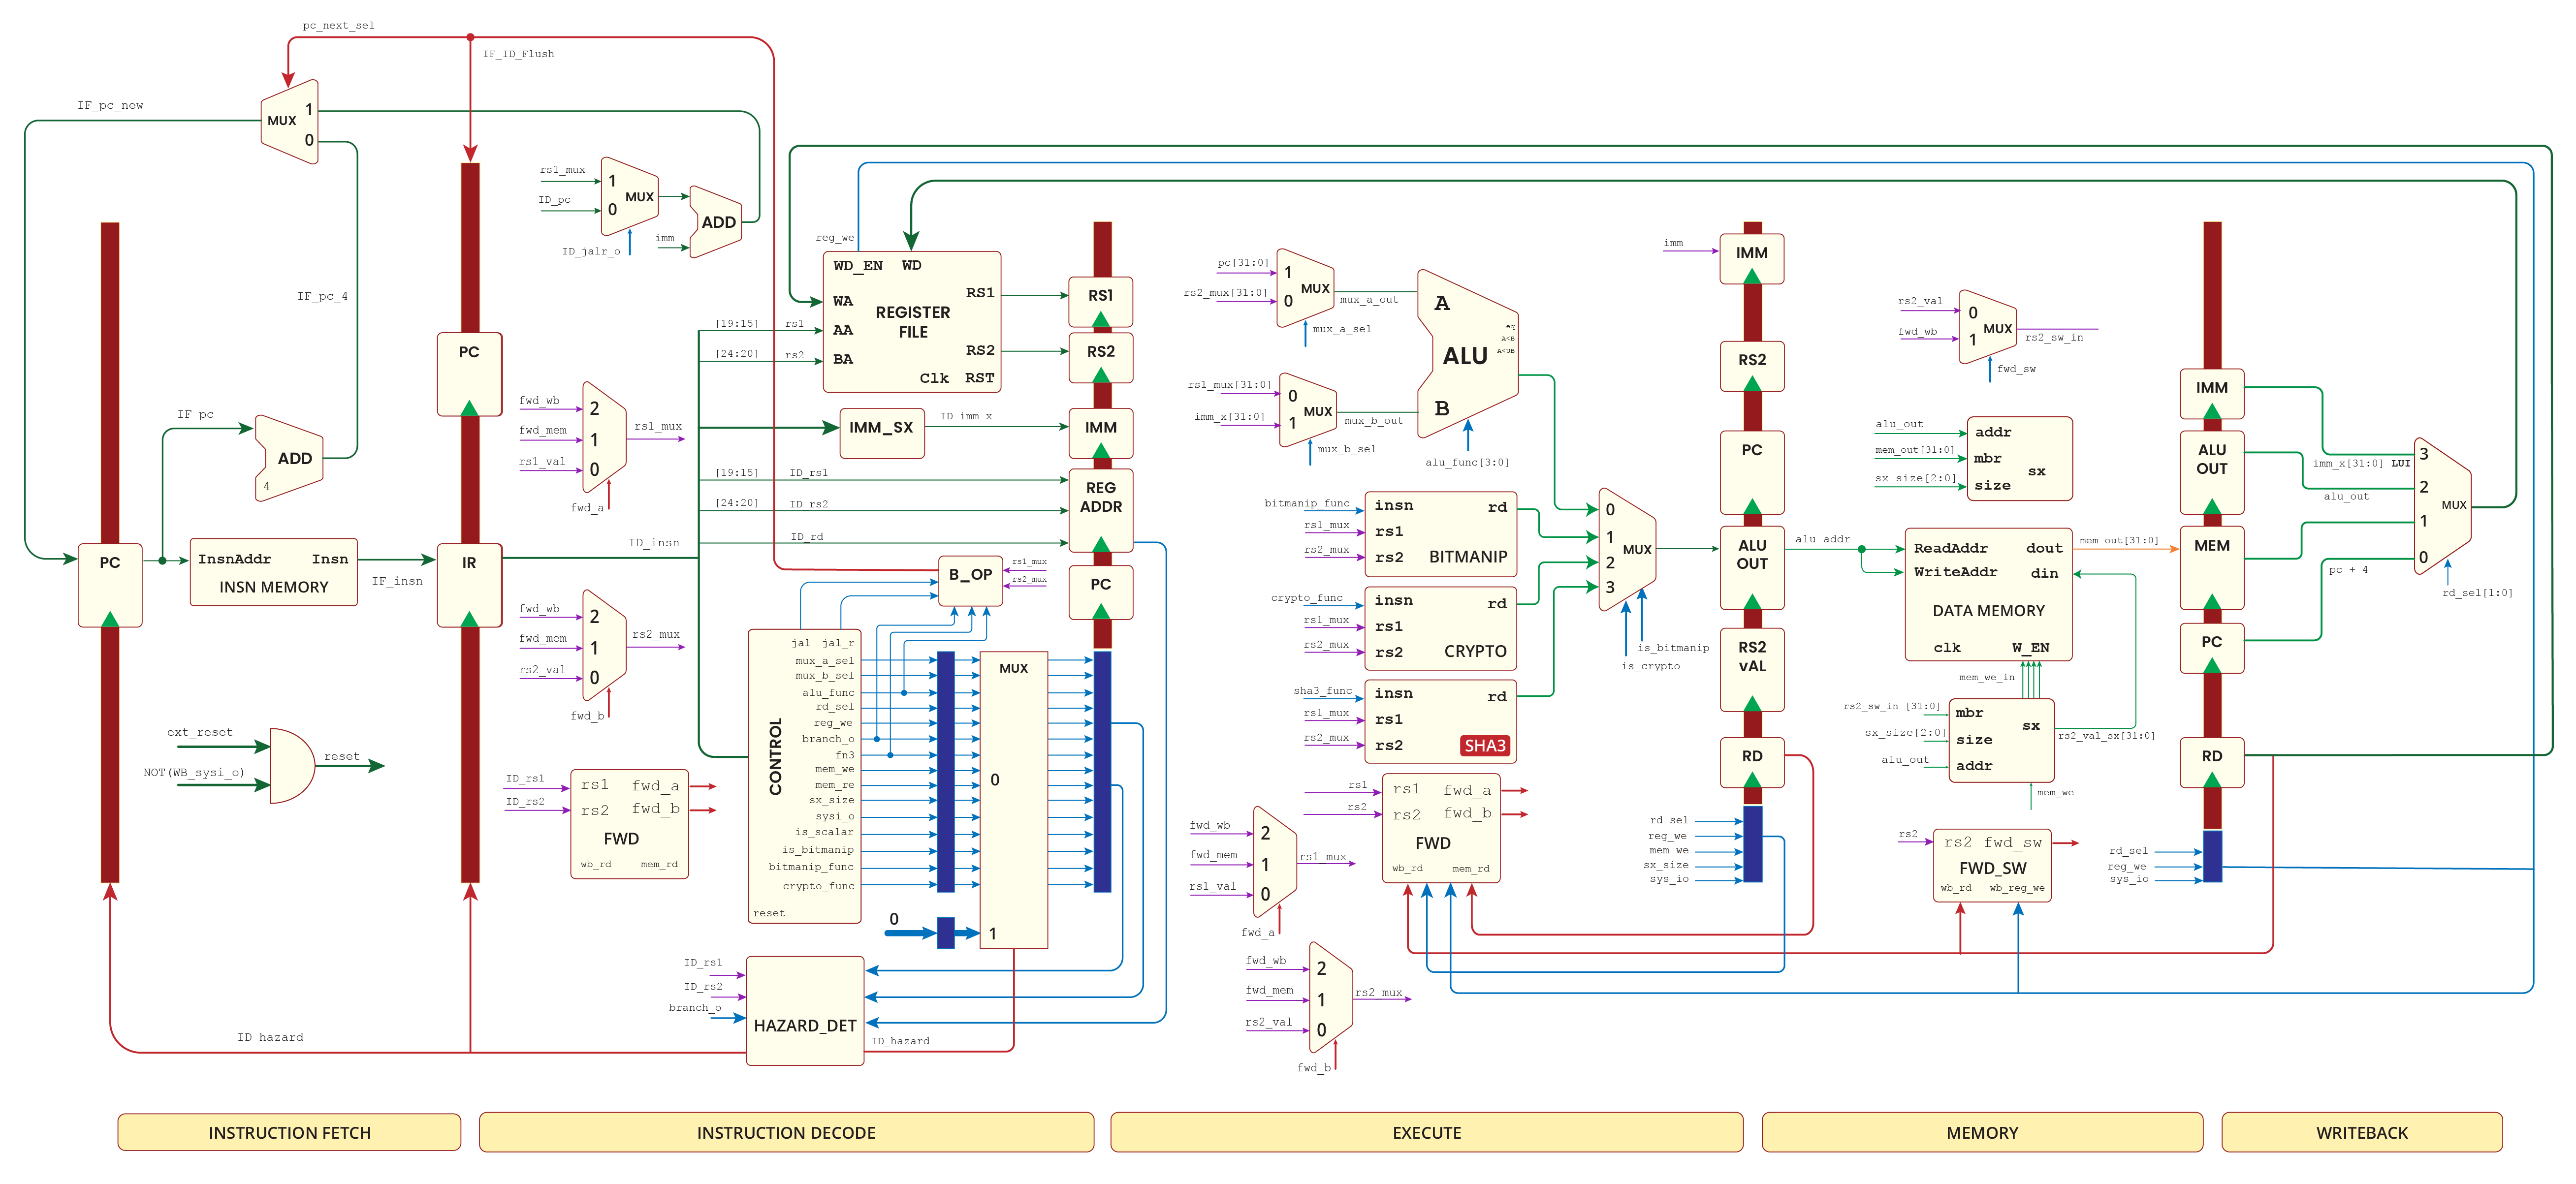 pc_next_sel
IF_ID_Flush
IF_pc_new
MUX
1
0
IF_pc_4
IF_pc
ADD
4
PC
InsnAddr Insn
INSN MEMORY
IF_insn
ext_reset
NOT(WB_sysi_o)
reset
ID_hazard
PC
IR
rs1_mux
ID_pc
1
0
MUX
ID_jalr_o
imm
ADD
fwd_wb
fwd_mem
rs1_val
2
1
0
rs1_mux
fwd_a
fwd_wb
fwd_mem
rs2_val
2
1
0
rs2_mux
fwd_b
ID_insn
ID_rs1
ID_rs2
rs1 fwd_a
rs2 fwd_b
FWD
wb_rd mem_rd
reg_we
WD_EN WD
WA
AA
BA
RS1
RS2
REGISTER
FILE
Clk RST
[19:15] rs1
[24:20] rs2
IMM_SX
ID_imm_x
[19:15] ID_rs1
[24:20] ID_rs2
ID_rd
B_OP
rs1_mux
rs2_mux
CONTROL
jal jal_r
mux_a_sel
mux_b_sel
alu_func
rd_sel
reg_we
branch_o
fn3
mem_we
mem_re
sx_size
sysi_o
is_scalar
is_bitmanip
bitmanip_func
crypto_func
reset
MUX
0
1
0
ID_rs1
ID_rs2
branch_o
HAZARD_DET
ID_hazard
RS1
RS2
IMM
REG
ADDR
PC
pc[31:0]
rs2_mux[31:0]
1
0
MUX
mux_a_out
mux_a_sel
rs1_mux[31:0]
imm_x[31:0]
0
1
MUX
mux_b_out
mux_b_sel
A
B
ALU
eq
A<B
A<UB
alu_func[3:0]
bitmanip_func
rs1_mux
rs2_mux
insn rd
rs1
rs2
BITMANIP
crypto_func
rs1_mux
rs2_mux
insn rd
rs1
rs2
CRYPTO
sha3_func
rs1_mux
rs2_mux
insn rd
rs1
rs2
SHA3
0
1
2
3
MUX
is_bitmanip
is_crypto
rs1
rs2
rs1 fwd_a
rs2 fwd_b
FWD
wb_rd mem_rd
fwd_wb
fwd_mem
rs1_val
2
1
0
rs1_mux
fwd_a
fwd_wb
fwd_mem
rs2_val
2
1
0
rs2_mux
fwd_b
imm
IMM
RS2
PC
ALU
OUT
RS2
vAL
RD
rd_sel
reg_we
mem_we
sx_size
sys_io
rs2_val
fwd_wb
0
1
MUX
rs2_sw_in
fwd_sw
alu_out
mem_out[31:0]
sx_size[2:0]
addr
mbr
size
sx
alu_addr
ReadAddr dout
WriteAddr din
DATA MEMORY
clk W_EN
mem_out[31:0]
mem_we_in
rs2_sw_in [31:0]
sx_size[2:0]
alu_out
mbr
size
addr
sx
rs2_val_sx[31:0]
mem_we
rs2
rs2 fwd_sw
FWD_SW
wb_rd wb_reg_we
IMM
ALU
OUT
MEM
PC
RD
rd_sel
reg_we
sys_io
imm_x[31:0] LUI
alu_out
pc + 4
3
2
1
0
MUX
rd_sel[1:0]
INSTRUCTION FETCH
INSTRUCTION DECODE
EXECUTE
MEMORY
WRITEBACK